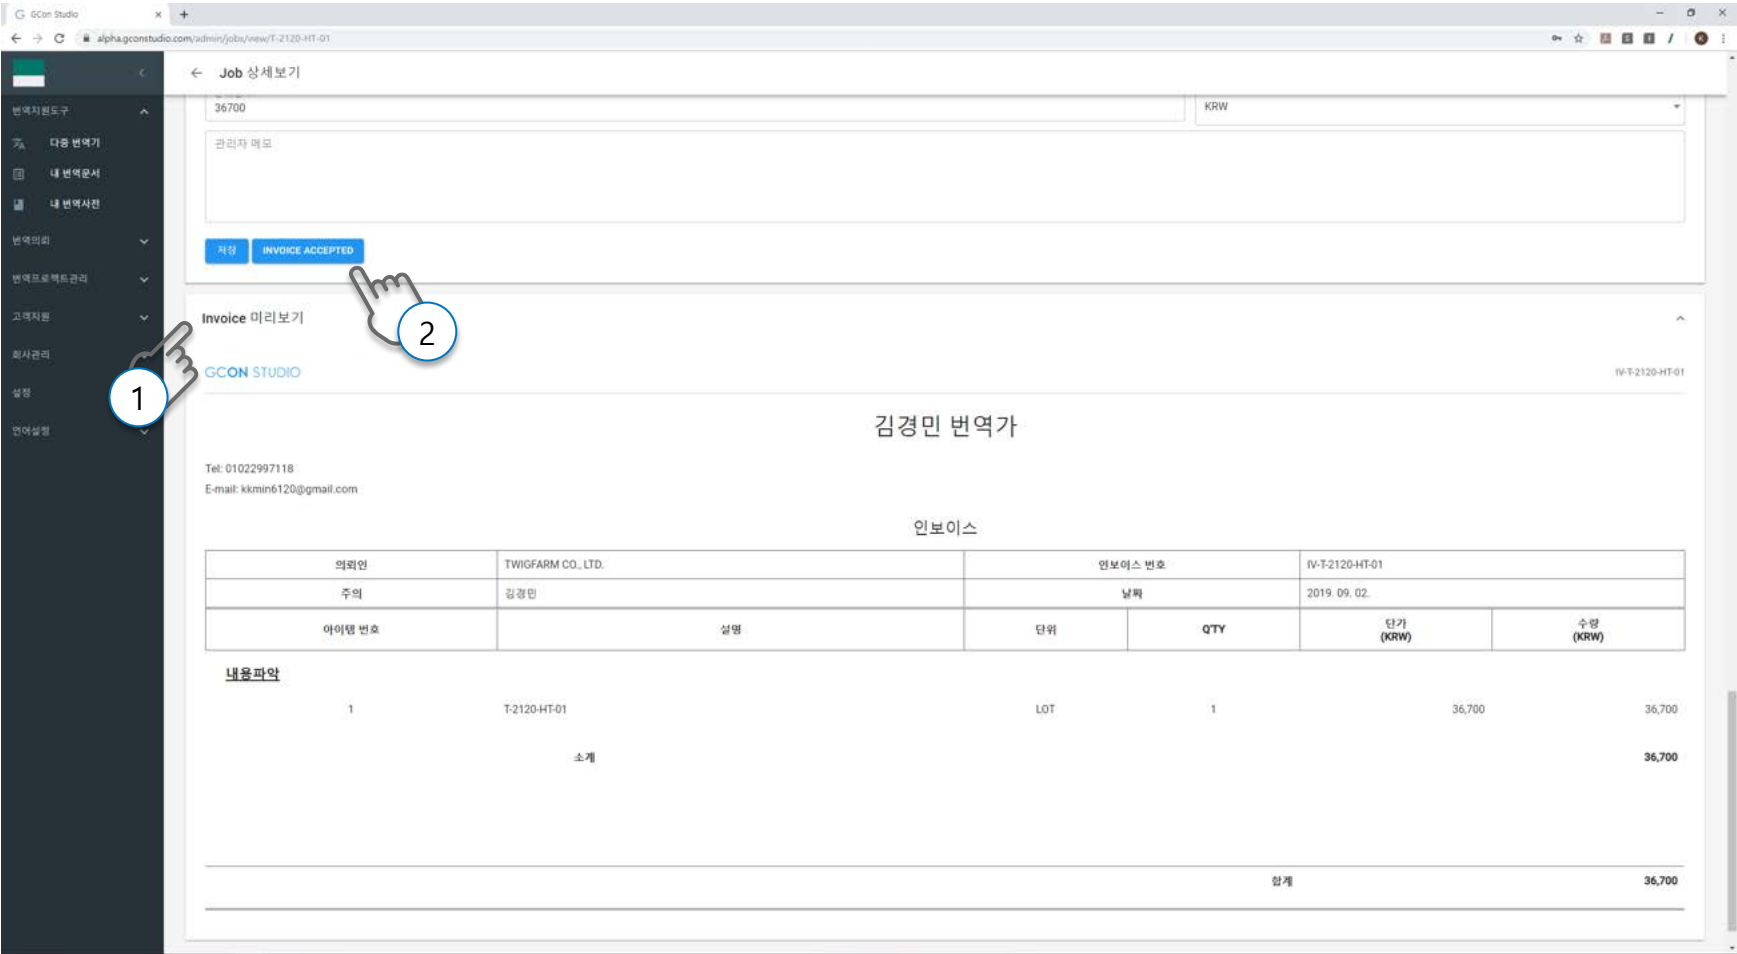 GCon Studio
alpha.gconstudio.com/admin/jobs/view/T-2120-HT-01
Job 상세보기
번역지원도구
다중 번역기
내 번역문서
내 번역사전
번역의뢰
번역프로젝트관리
고객지원
회사관리
설정
언어설정
36700
KRW
관리자 메모
저장
INVOICE ACCEPTED
Invoice 미리보기
1
2
GCON STUDIO
IV-T-2120-HT-01
김경민 번역가
Tel: 01022997118
E-mail: kkmin6120@gmail.com
인보이스
의뢰인 TWIGFARM CO., LTD. 인보이스 번호 IV-T-2120-HT-01
주의 김경민 날짜 2019. 09. 02.
아이템 번호 설명 단위 Q'TY 단가 (KRW) 수량 (KRW)
내용파악
1 T-2120-HT-01 LOT 1 36,700 36,700
소계 36,700
합계 36,700